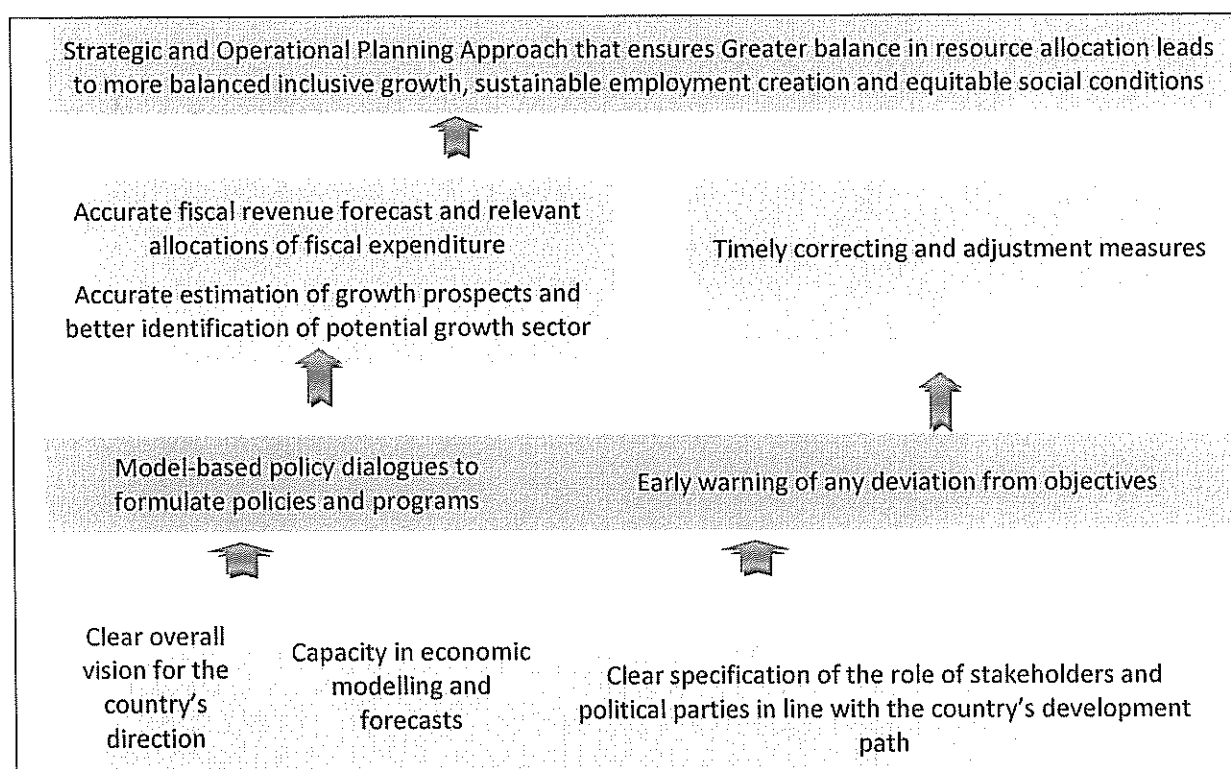 Strategic and Operational Planning Approach that ensures Greater balance in resource allocation leads
to more balanced inclusive growth, sustainable employment creation and equitable social conditions
Accurate fiscal revenue forecast and relevant
allocations of fiscal expenditure
Accurate estimation of growth prospects and
better identification of potential growth sector
Timely correcting and adjustment measures
Model-based policy dialogues to
formulate policies and programs
Early warning of any deviation from objectives
Clear overall
vision for the
country's
direction
Capacity in economic
modelling and
forecasts
Clear specification of the role of stakeholders and
political parties in line with the country's development
path